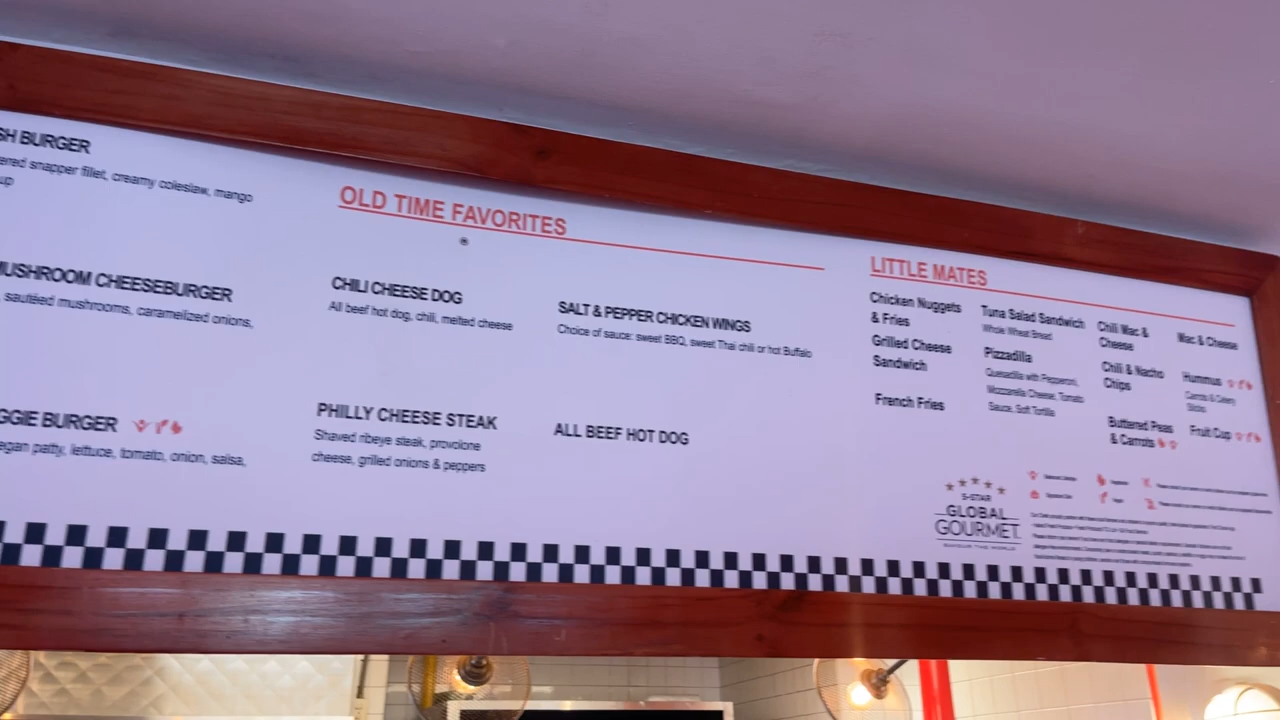 SH BURGER
ered snapper fillet, creamy coleslaw, mango
up
MUSHROOM CHEESEBURGER
, sautéed mushrooms, caramelized onions,
GGIE BURGER
egan patty, lettuce, tomato, onion, salsa,
OLD TIME FAVORITES
CHILI CHEESE DOG
All beef hot dog, chili, melted cheese
PHILLY CHEESE STEAK
Shaved ribeye steak, provolone
cheese, grilled onions & peppers
SALT & PEPPER CHICKEN WINGS
Choice of sauce: sweet BBQ, sweet Thai chili or hot Buffalo
ALL BEEF HOT DOG
LITTLE MATES
Chicken Nuggets
& Fries
Grilled Cheese
Sandwich
French Fries
Tuna Salad Sandwich
Whole Wheat Bread
Pizzadilla
Quesadilla with Pepperoni,
Mozzarella Cheese, Tomato
Sauce, Soft Tortilla
Chili Mac &
Cheese
Chili & Nacho
Chips
Buttered Peas
& Carrots
Mac & Cheese
Hummus
Carrots & Celery
Sticks
Fruit Cup
5-STAR
GLOBAL
GOURMET
SAVOUR THE WORLD